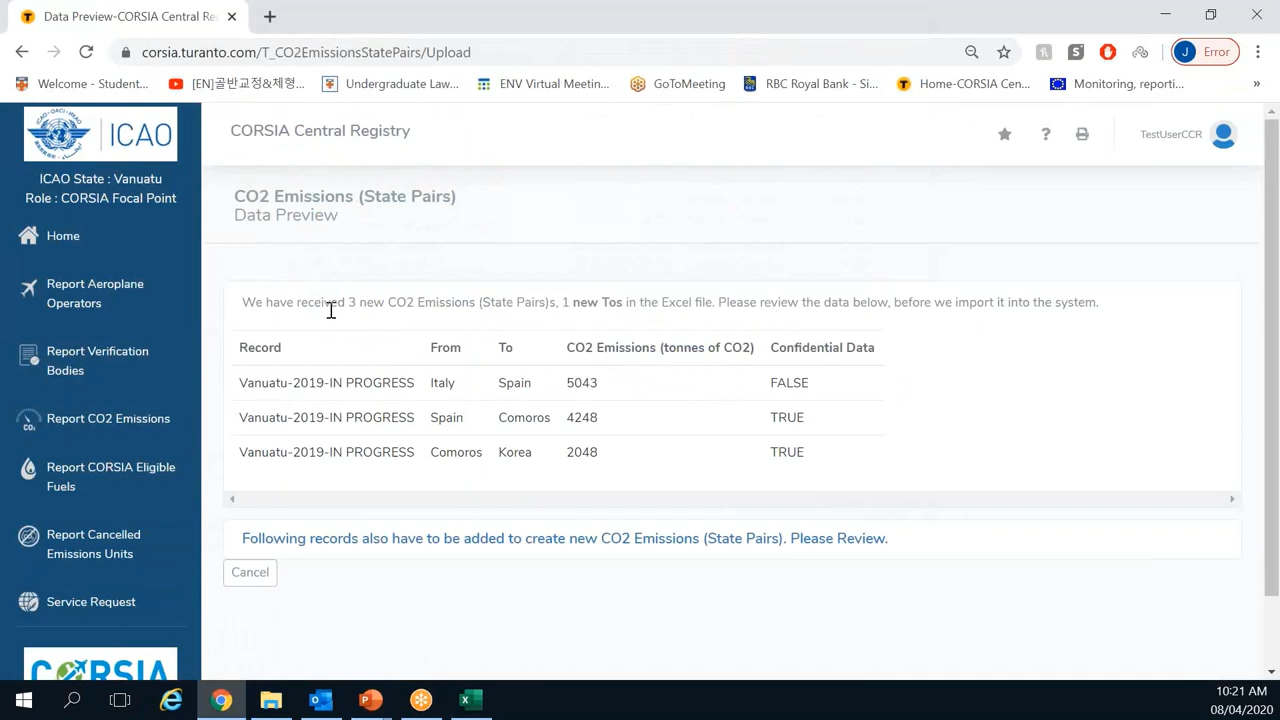 Data Preview-CORSIA Central Re
corsia.turanto.com/T_CO2EmissionsStatePairs/Upload
J Error
Welcome - Student...
[EN]골반교정&체형...
Undergraduate Law...
ENV Virtual Meetin...
GoToMeeting
RBC Royal Bank - Si...
Home-CORSIA Cen...
Monitoring, reporti...
»
ICAO
CORSIA Central Registry
TestUserCCR
ICAO State : Vanuatu
Role : CORSIA Focal Point
Home
Report Aeroplane
Operators
Report Verification
Bodies
Report CO2 Emissions
Report CORSIA Eligible
Fuels
Report Cancelled
Emissions Units
Service Request
CORSIA
CO2 Emissions (State Pairs)
Data Preview
We have received 3 new CO2 Emissions (State Pairs)s, 1 new Tos in the Excel file. Please review the data below, before we import it into the system.
Record From To CO2 Emissions (tonnes of CO2) Confidential Data
Vanuatu-2019-IN PROGRESS Italy Spain 5043 FALSE
Vanuatu-2019-IN PROGRESS Spain Comoros 4248 TRUE
Vanuatu-2019-IN PROGRESS Comoros Korea 2048 TRUE
Following records also have to be added to create new CO2 Emissions (State Pairs). Please Review.
Cancel
10:21 AM
08/04/2020